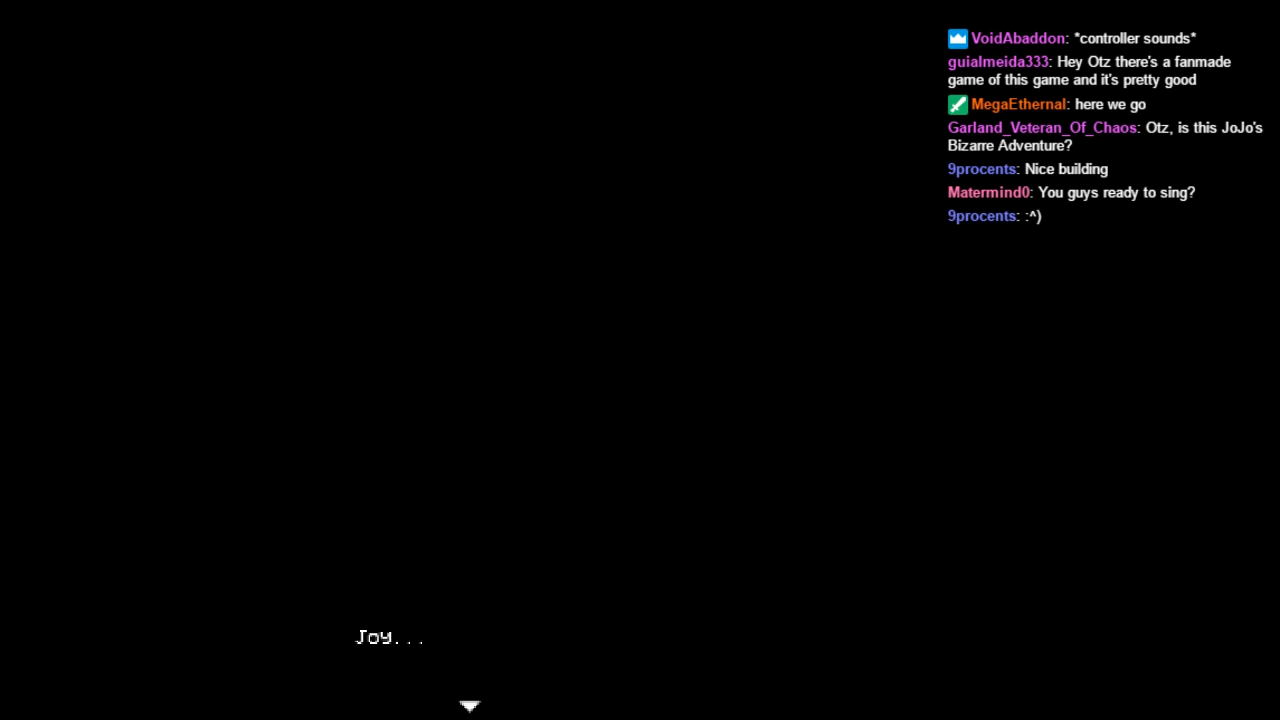 VoidAbaddon: *controller sounds*
guialmeida333: Hey Otz there's a fanmade
game of this game and it's pretty good
MegaEthernal: here we go
Garland_Veteran_Of_Chaos: Otz, is this JoJo's
Bizarre Adventure?
9procents: Nice building
Matermind0: You guys ready to sing?
9procents: :^)
Joy...